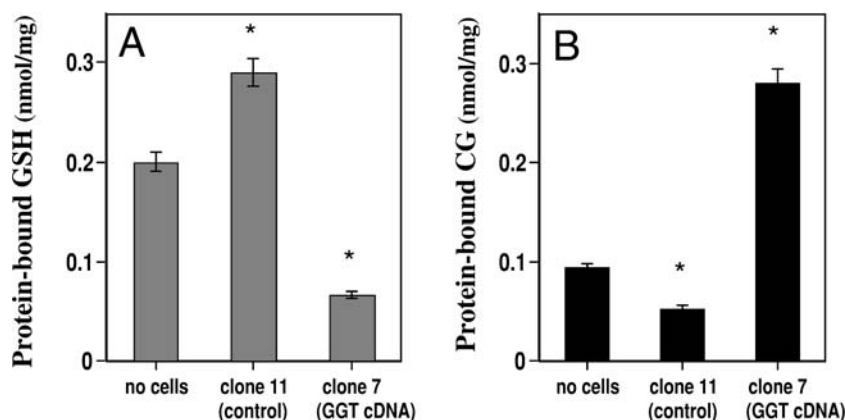 A
Protein-bound GSH (nmol/mg)
0.3
0.2
0.1
0
*
*
no cells
clone 11
(control)
clone 7
(GGT cDNA)
B
Protein-bound CG (nmol/mg)
0.3
0.2
0.1
0
*
*
no cells
clone 11
(control)
clone 7
(GGT cDNA)